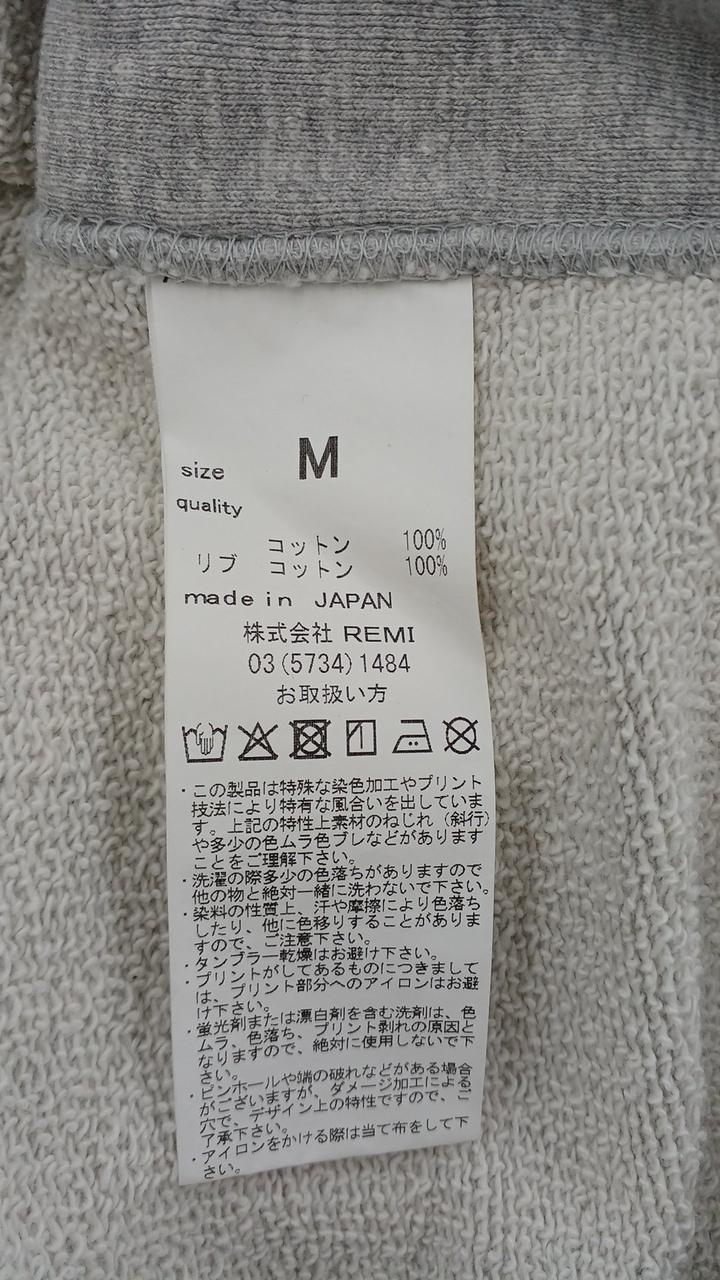 size M
quality
コットン 100%
リブ コットン 100%
made in JAPAN
株式会社 REMI
03(5734)1484
お取扱い方
・この製品は特殊な染色加工やプリント
技法により特有な風合いを出していま
す。上記の特性上素材のねじれ（斜行）
や多少の色ムラ色ブレなどがあります
ことをご理解下さい。
・洗濯の際多少の色落ちがありますので
他の物と絶対一緒に洗わないで下さい。
・染料の性質上、汗や摩擦により色落ち
したり、他に色移りすることがありま
すので、ご注意下さい。
・タンブラー乾燥はお避け下さい。
・プリントがしてあるものにつきまして
は、プリント部分へのアイロンはお避
け下さい。
・蛍光剤または漂白剤を含む洗剤は、色
ムラ、色落ち、プリント剥れの原因と
なりますので、絶対に使用しないで下
さい。
・ピンホールや端の破れなどがある場合
がございますが、ダメージ加工による
穴で、デザイン上の特性ですので、ご
了承下さい。
・アイロンをかける際は当て布をして下
さい。